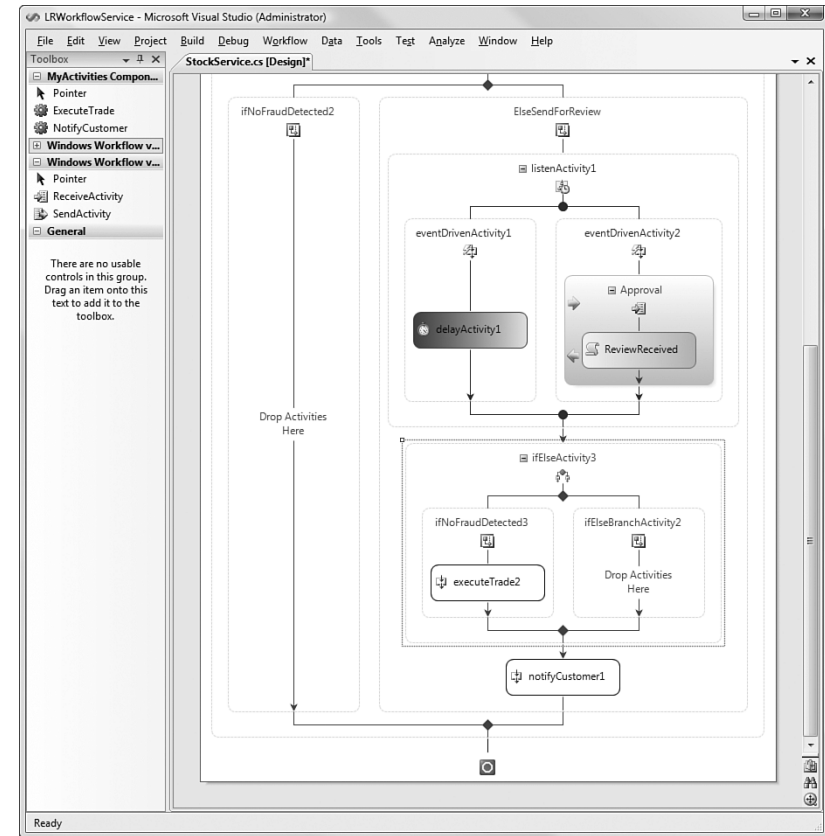 LRWorkflowService - Microsoft Visual Studio (Administrator)
File Edit View Project Build Debug Workflow Data Tools Test Analyze Window Help
Toolbox
StockService.cs [Design]*
MyActivities Compon...
Pointer
ExecuteTrade
NotifyCustomer
Windows Workflow v...
Windows Workflow v...
Pointer
ReceiveActivity
SendActivity
General
There are no usable
controls in this group.
Drag an item onto this
text to add it to the
toolbox.
ifNoFraudDetected2
Drop Activities
Here
ElseSendForReview
listenActivity1
eventDrivenActivity1
delayActivity1
eventDrivenActivity2
Approval
ReviewReceived
ifElseActivity3
ifNoFraudDetected3
executeTrade2
ifElseBranchActivity2
Drop Activities
Here
notifyCustomer1
Ready